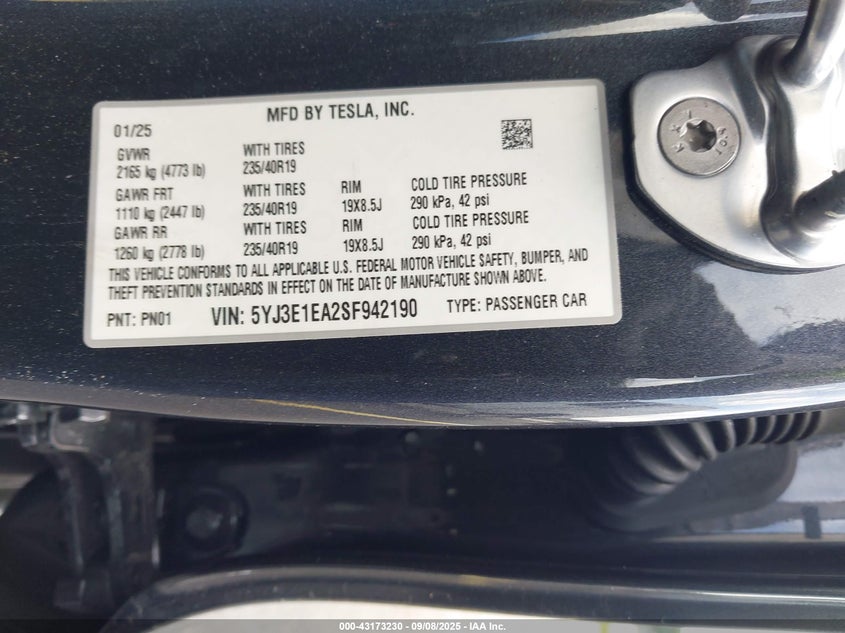 MFD BY TESLA, INC.
01/25
GVWR WITH TIRES
2165 kg (4773 lb) 235/40R19
GAWR FRT WITH TIRES RIM COLD TIRE PRESSURE
1110 kg (2447 lb) 235/40R19 19X8.5J 290 kPa, 42 psi
GAWR RR WITH TIRES RIM COLD TIRE PRESSURE
1260 kg (2778 lb) 235/40R19 19X8.5J 290 kPa, 42 psi
THIS VEHICLE CONFORMS TO ALL APPLICABLE U.S. FEDERAL MOTOR VEHICLE SAFETY, BUMPER, AND
THEFT PREVENTION STANDARDS IN EFFECT ON THE DATE OF MANUFACTURE SHOWN ABOVE.
PNT: PN01 VIN: 5YJ3E1EA2SF942190 TYPE: PASSENGER CAR
000-43173230 - 09/08/2025 - IAA Inc.